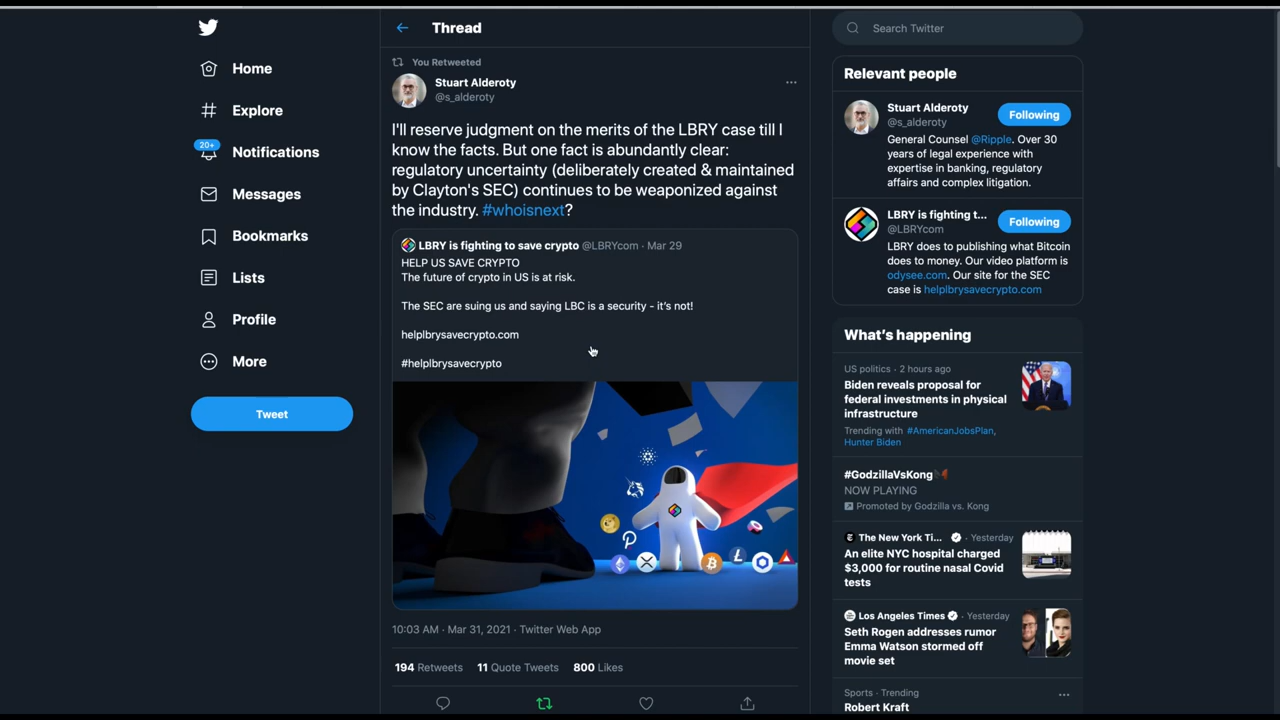 Home
Explore
20+
Notifications
Messages
Bookmarks
Lists
Profile
More
Tweet
Thread
You Retweeted
Stuart Alderoty
@s_alderoty
I'll reserve judgment on the merits of the LBRY case till I
know the facts. But one fact is abundantly clear:
regulatory uncertainty (deliberately created & maintained
by Clayton's SEC) continues to be weaponized against
the industry. #whoisnext?
LBRY is fighting to save crypto @LBRYcom · Mar 29
HELP US SAVE CRYPTO
The future of crypto in US is at risk.
The SEC are suing us and saying LBC is a security - it's not!
helplbrysavecrypto.com
#helplbrysavecrypto
10:03 AM · Mar 31, 2021 · Twitter Web App
194 Retweets 11 Quote Tweets 800 Likes
Search Twitter
Relevant people
Stuart Alderoty
@s_alderoty
Following
General Counsel @Ripple. Over 30
years of legal experience with
expertise in banking, regulatory
affairs and complex litigation.
LBRY is fighting t...
@LBRYcom
Following
LBRY does to publishing what Bitcoin
does to money. Our video platform is
odysee.com. Our site for the SEC
case is helplbrysavecrypto.com
What's happening
US politics · 2 hours ago
Biden reveals proposal for
federal investments in physical
infrastructure
Trending with #AmericanJobsPlan,
Hunter Biden
#GodzillaVsKong
NOW PLAYING
Promoted by Godzilla vs. Kong
The New York Ti... · Yesterday
An elite NYC hospital charged
$3,000 for routine nasal Covid
tests
Los Angeles Times · Yesterday
Seth Rogen addresses rumor
Emma Watson stormed off
movie set
Sports · Trending
Robert Kraft